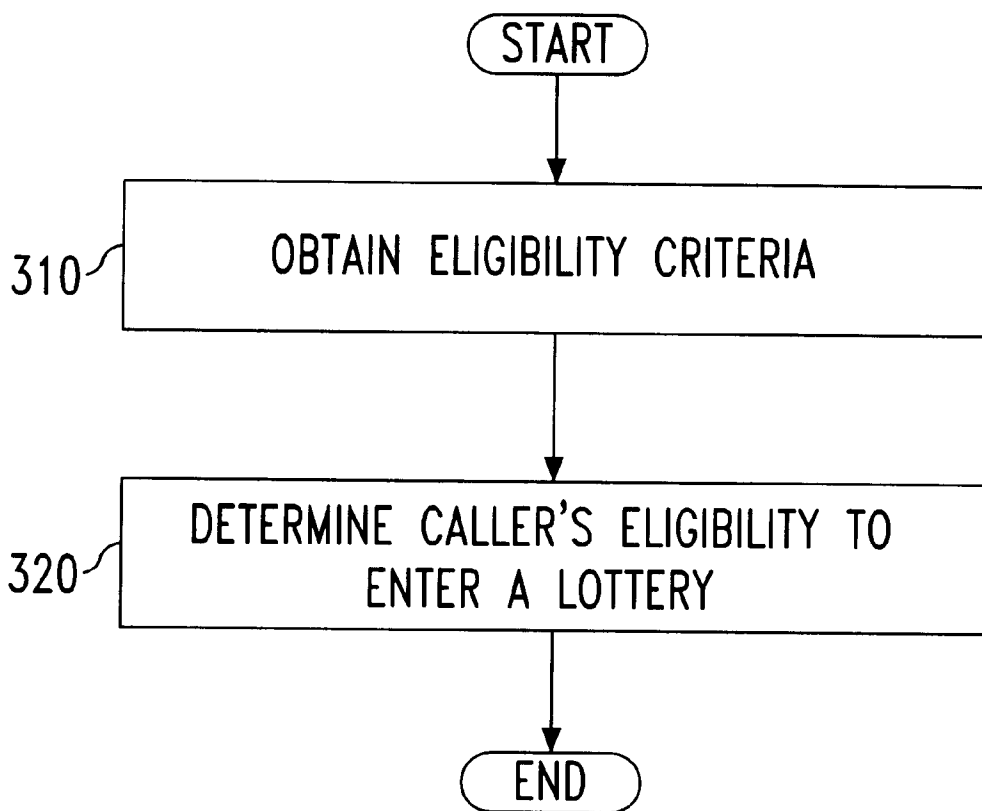 START
310
OBTAIN ELIGIBILITY CRITERIA
320
DETERMINE CALLER'S ELIGIBILITY TO
ENTER A LOTTERY
END